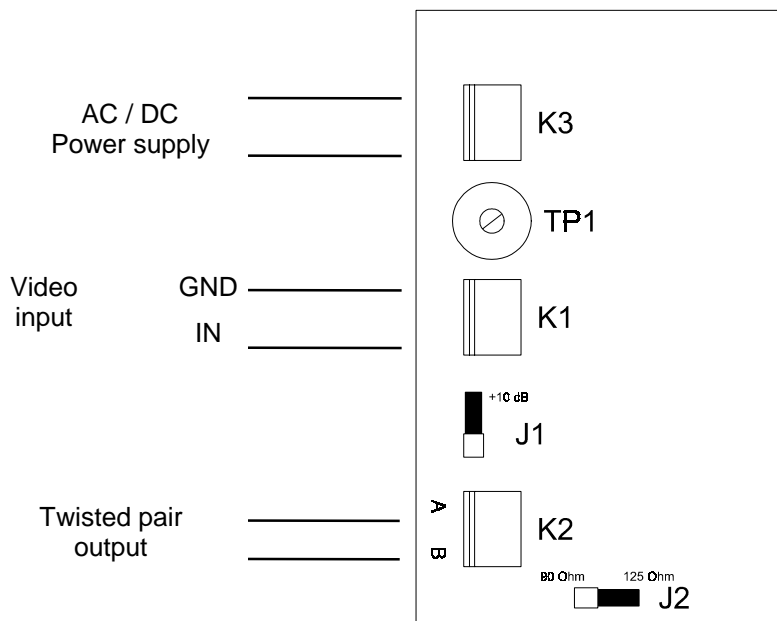 AC / DC
Power supply
K3
TP1
Video
input
GND
IN
K1
+10 dB
J1
Twisted pair
output
A
B
K2
80 Ohm
125 Ohm
J2